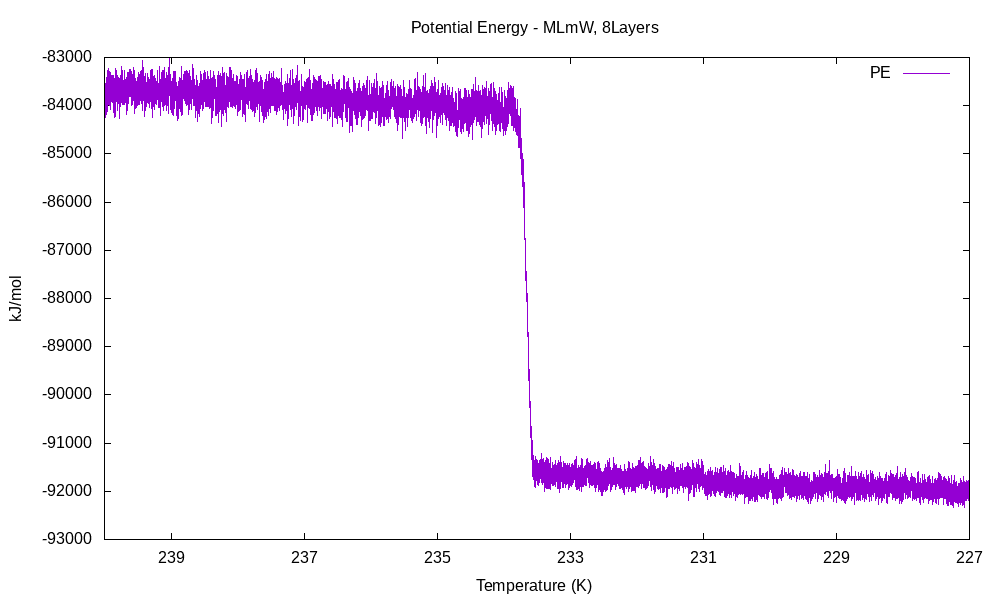 Potential Energy - MLmW, 8Layers
PE
-83000
-84000
-85000
-86000
-87000
-88000
-89000
-90000
-91000
-92000
-93000
kJ/mol
239 237 235 233 231 229 227
Temperature (K)